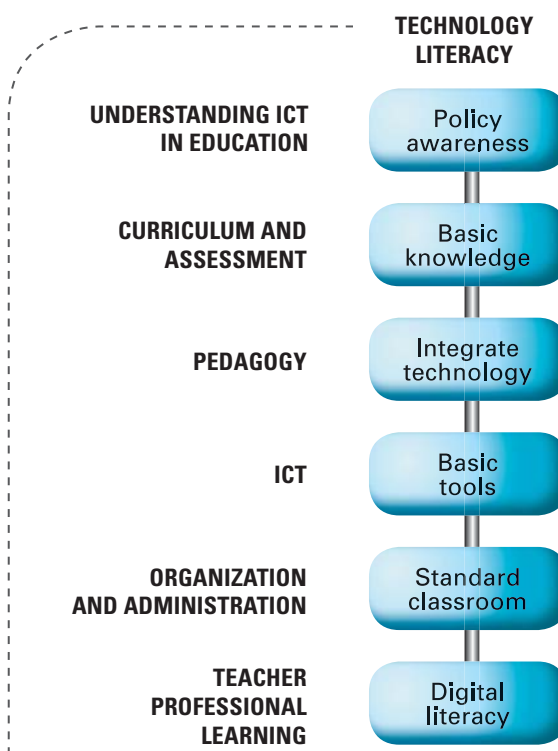 TECHNOLOGY
LITERACY
UNDERSTANDING ICT
IN EDUCATION
Policy
awareness
CURRICULUM AND
ASSESSMENT
Basic
knowledge
PEDAGOGY
Integrate
technology
ICT
Basic
tools
ORGANIZATION
AND ADMINISTRATION
Standard
classroom
TEACHER
PROFESSIONAL
LEARNING
Digital
literacy